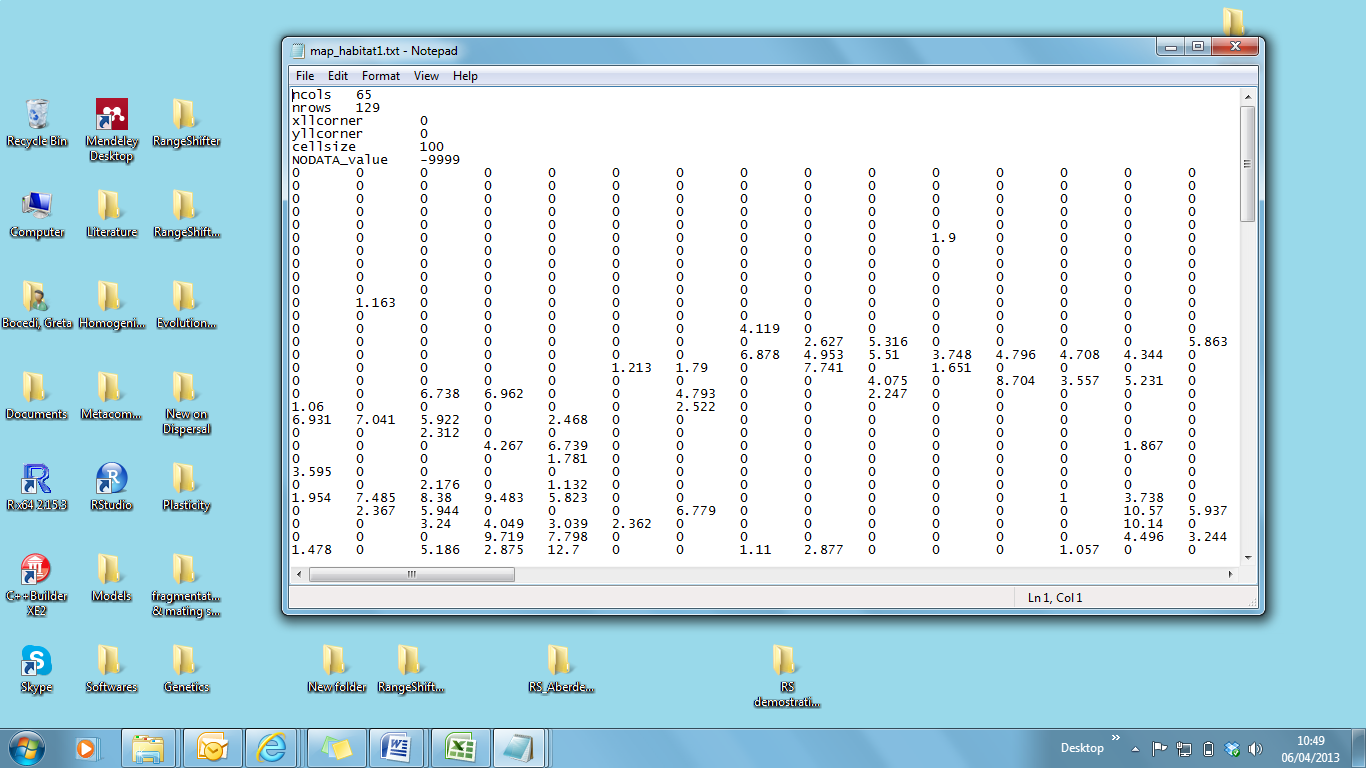 map_habitat1.txt - Notepad
File Edit Format View Help
ncols 65
nrows 129
xllcorner 0
yllcorner 0
cellsize 100
NODATA_value -9999
0 0 0 0 0 0 0 0 0 0 0 0 0 0 0
0 0 0 0 0 0 0 0 0 0 0 0 0 0 0
0 0 0 0 0 0 0 0 0 0 0 0 0 0 0
0 0 0 0 0 0 0 0 0 0 0 0 0 0 0
0 0 0 0 0 0 0 0 0 0 0 0 0 0 0
0 0 0 0 0 0 0 0 0 0 1.9 0 0 0 0
0 0 0 0 0 0 0 0 0 0 0 0 0 0 0
0 0 0 0 0 0 0 0 0 0 0 0 0 0 0
0 0 0 0 0 0 0 0 0 0 0 0 0 0 0
0 0 0 0 0 0 0 0 0 0 0 0 0 0 0
0 1.163 0 0 0 0 0 0 0 0 0 0 0 0 0
0 0 0 0 0 0 0 0 0 0 0 0 0 0 0
0 0 0 0 0 0 0 4.119 0 0 0 0 0 0 0
0 0 0 0 0 0 0 0 2.627 5.316 0 0 0 0 5.863
0 0 0 0 0 0 0 6.878 4.953 5.51 3.748 4.796 4.708 4.344 0
0 0 0 0 0 1.213 1.79 0 7.741 0 1.651 0 0 0 0
0 0 0 0 0 0 0 0 0 4.075 0 8.704 3.557 5.231 0
0 0 6.738 6.962 0 0 4.793 0 0 2.247 0 0 0 0 0
1.06 0 0 0 0 0 2.522 0 0 0 0 0 0 0 0
6.931 7.041 5.922 0 2.468 0 0 0 0 0 0 0 0 0 0
0 0 2.312 0 0 0 0 0 0 0 0 0 0 0 0
0 0 0 4.267 6.739 0 0 0 0 0 0 0 0 1.867 0
0 0 0 0 1.781 0 0 0 0 0 0 0 0 0 0
3.595 0 0 0 0 0 0 0 0 0 0 0 0 0 0
0 0 2.176 0 1.132 0 0 0 0 0 0 0 0 0 0
1.954 7.485 8.38 9.483 5.823 0 0 0 0 0 0 0 1 3.738 0
0 2.367 5.944 0 0 0 6.779 0 0 0 0 0 0 10.57 5.937
0 0 3.24 4.049 3.039 2.362 0 0 0 0 0 0 0 10.14 0
0 0 0 9.719 7.798 0 0 0 0 0 0 0 0 4.496 3.244
1.478 0 5.186 2.875 12.7 0 0 1.11 2.877 0 0 0 1.057 0 0
Ln 1, Col 1
Recycle Bin
Mendeley Desktop
RangeShifter
Computer
Literature
RangeShift...
Bocedi, Greta
Homogeni...
Evolution...
Documents
Metacom...
New on Dispersal
R x64 2.15.3
RStudio
Plasticity
C++Builder XE2
Models
fragmentat... & mating s...
Skype
Softwares
Genetics
New folder
RangeShift...
RS_Aberde...
RS demostrati...
Desktop
10:49
06/04/2013